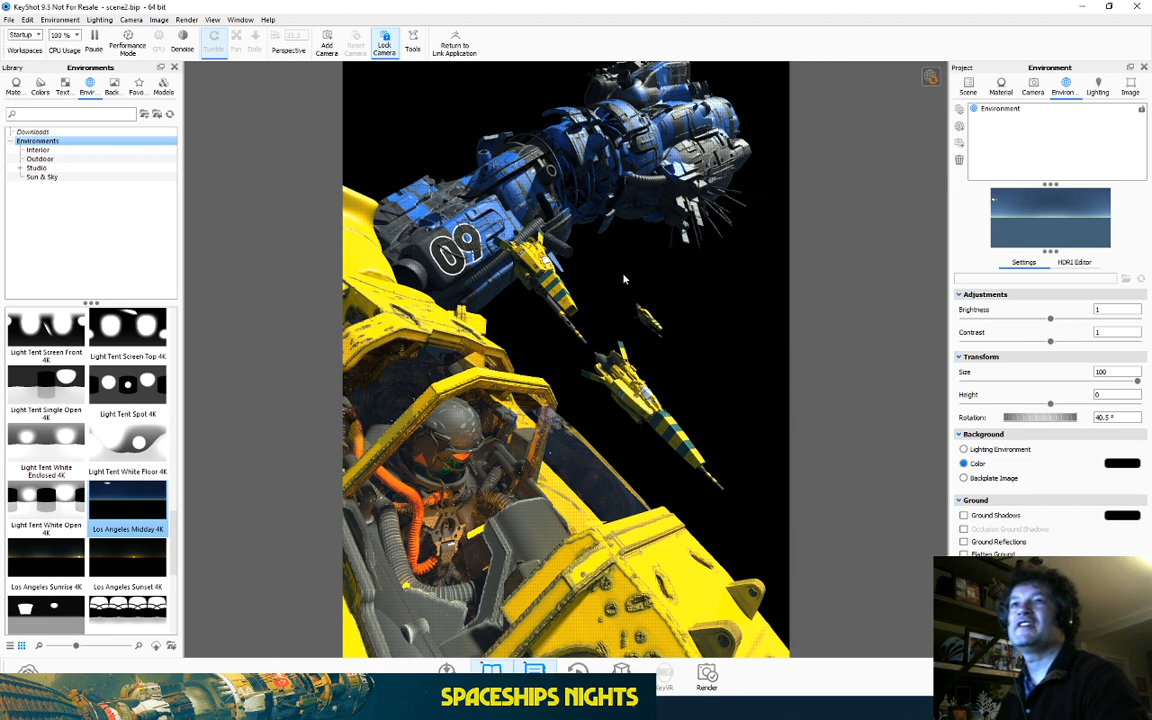 KeyShot 9.3 Not For Resale - scene2.bip - 64 bit
File Edit Environment Lighting Camera Image Render View Window Help
Startup 100 % 33.2
Workspaces CPU Usage Pause Performance Mode GPU Denoise Tumble Pan Dolly Perspective Add Camera Reset Camera Lock Camera Tools Return to Link Application
Library Environments
Mate... Colors Text... Envir... Back... Favo... Models
Downloads
Environments
Interior
Outdoor
Studio
Sun & Sky
Light Tent Screen Front 4K
Light Tent Screen Top 4K
Light Tent Single Open 4K
Light Tent Spot 4K
Light Tent White Enclosed 4K
Light Tent White Floor 4K
Light Tent White Open 4K
Los Angeles Midday 4K
Los Angeles Sunrise 4K
Los Angeles Sunset 4K
09
Project Environment
Scene Material Camera Environ... Lighting Image
Environment
Settings HDRI Editor
Adjustments
Brightness 1
Contrast 1
Transform
Size 100
Height 0
Rotation: 40.5 °
Background
Lighting Environment
Color
Backplate Image
Ground
Ground Shadows
Occlusion Ground Shadows
Ground Reflections
Flatten Ground
KeyVR Render
SPACESHIPS NIGHTS